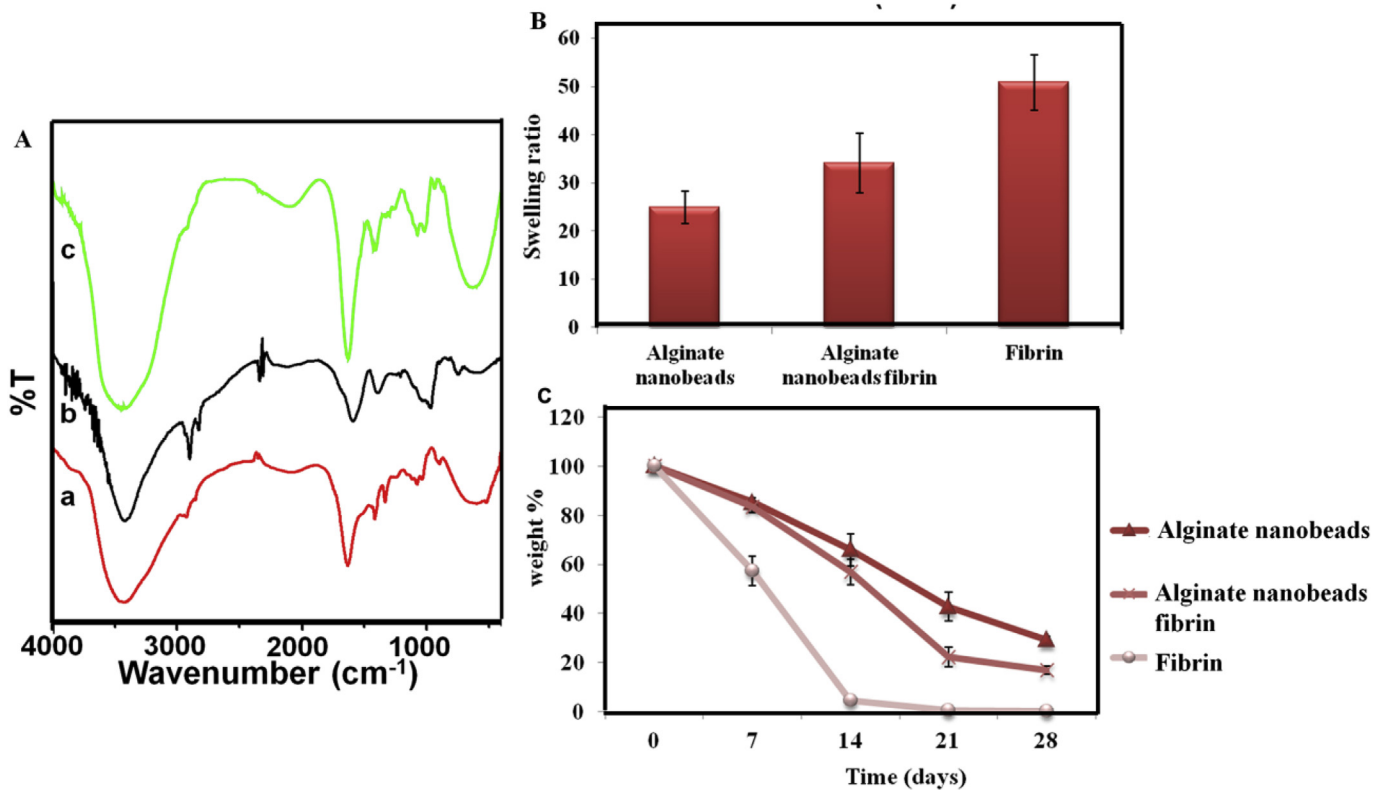 A
c
b
a
%T
4000 3000 2000 1000
Wavenumber (cm-1)
B
60
50
40
30
20
10
0
Swelling ratio
Alginate nanobeads
Alginate nanobeads fibrin
Fibrin
C
120
100
80
60
40
20
0
weight %
0 7 14 21 28
Time (days)
Alginate nanobeads
Alginate nanobeads
fibrin
Fibrin